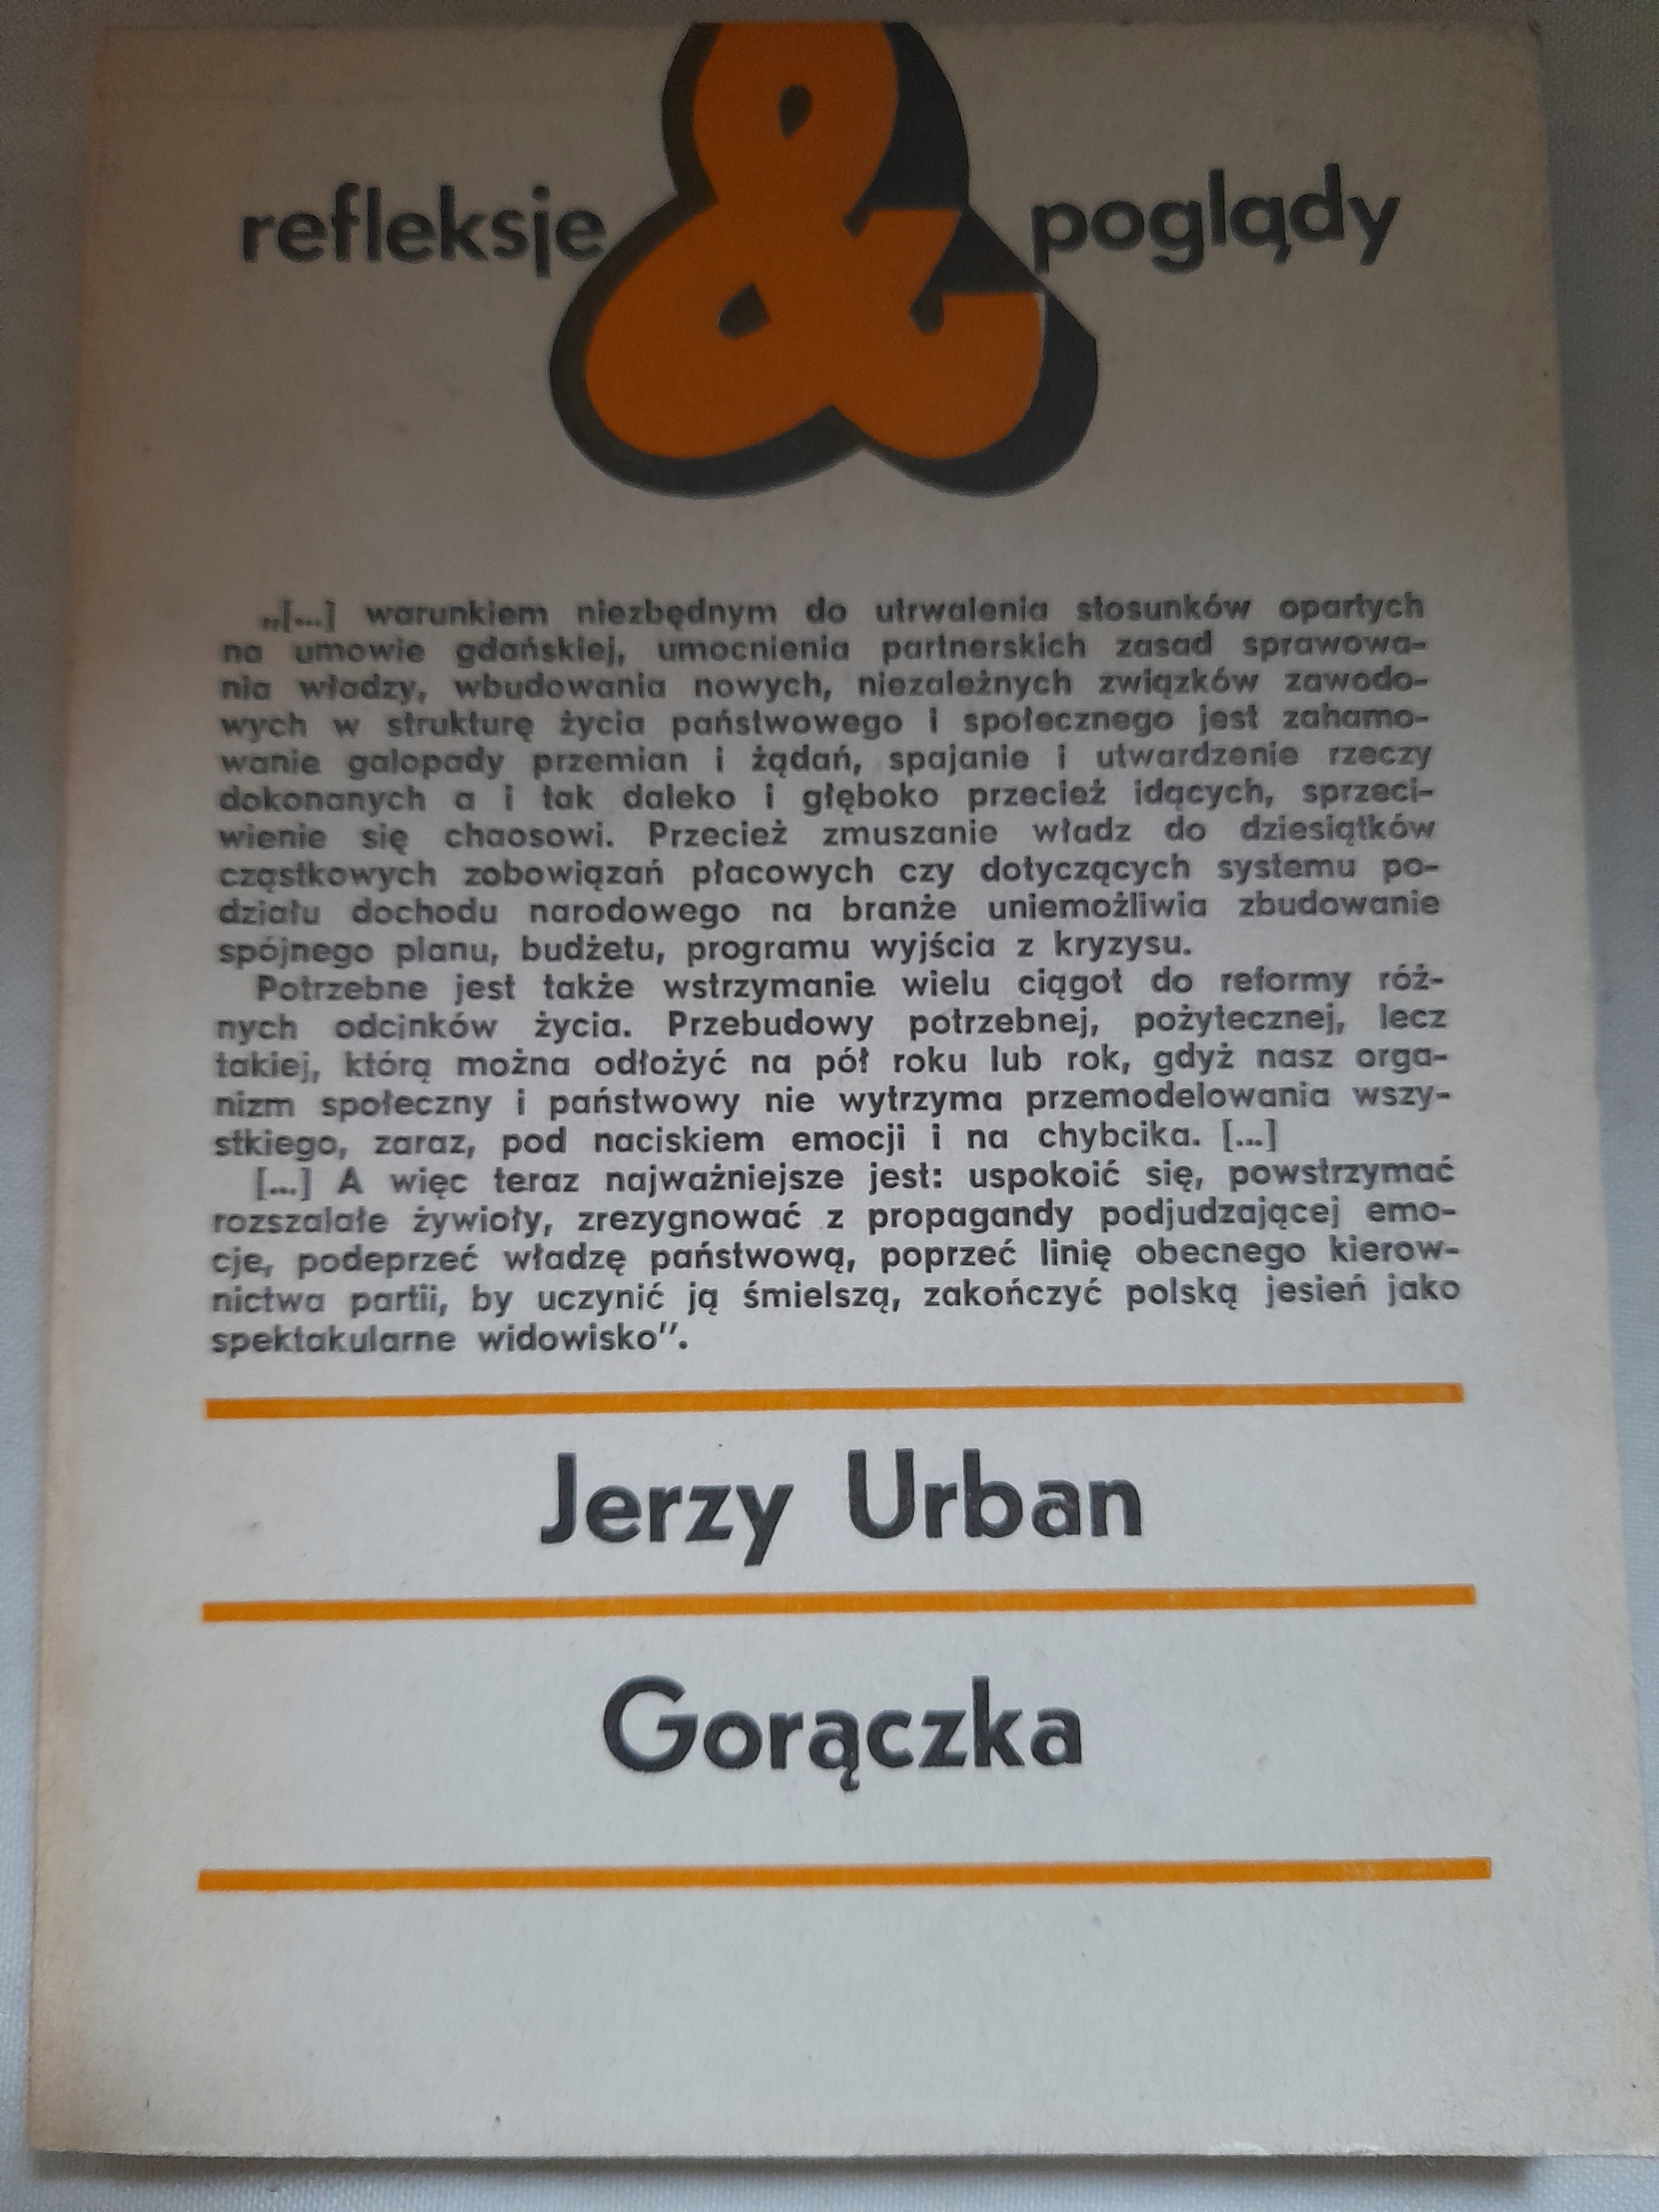 refleksje & poglądy
„[...] warunkiem niezbędnym do utrwalenia stosunków opartych
na umowie gdańskiej, umocnienia partnerskich zasad sprawowa-
nia władzy, wbudowania nowych, niezależnych związków zawodo-
wych w strukturę życia państwowego i społecznego jest zahamo-
wanie galopady przemian i żądań, spajanie i utwardzenie rzeczy
dokonanych a i tak daleko i głęboko przecież idących, sprzeci-
wienie się chaosowi. Przecież zmuszanie władz do dziesiątków
cząstkowych zobowiązań płacowych czy dotyczących systemu po-
działu dochodu narodowego na branże uniemożliwia zbudowanie
spójnego planu, budżetu, programu wyjścia z kryzysu.
Potrzebne jest także wstrzymanie wielu ciągot do reformy róż-
nych odcinków życia. Przebudowy potrzebnej, pożytecznej, lecz
takiej, którą można odłożyć na pół roku lub rok, gdyż nasz orga-
nizm społeczny i państwowy nie wytrzyma przemodelowania wszy-
stkiego, zaraz, pod naciskiem emocji i na chybcika. [...]
[...] A więc teraz najważniejsze jest: uspokoić się, powstrzymać
rozszalałe żywioły, zrezygnować z propagandy podjudzającej emo-
cje, podeprzeć władzę państwową, poprzeć linię obecnego kierow-
nictwa partii, by uczynić ją śmielszą, zakończyć polską jesień jako
spektakularne widowisko”.
Jerzy Urban
Gorączka